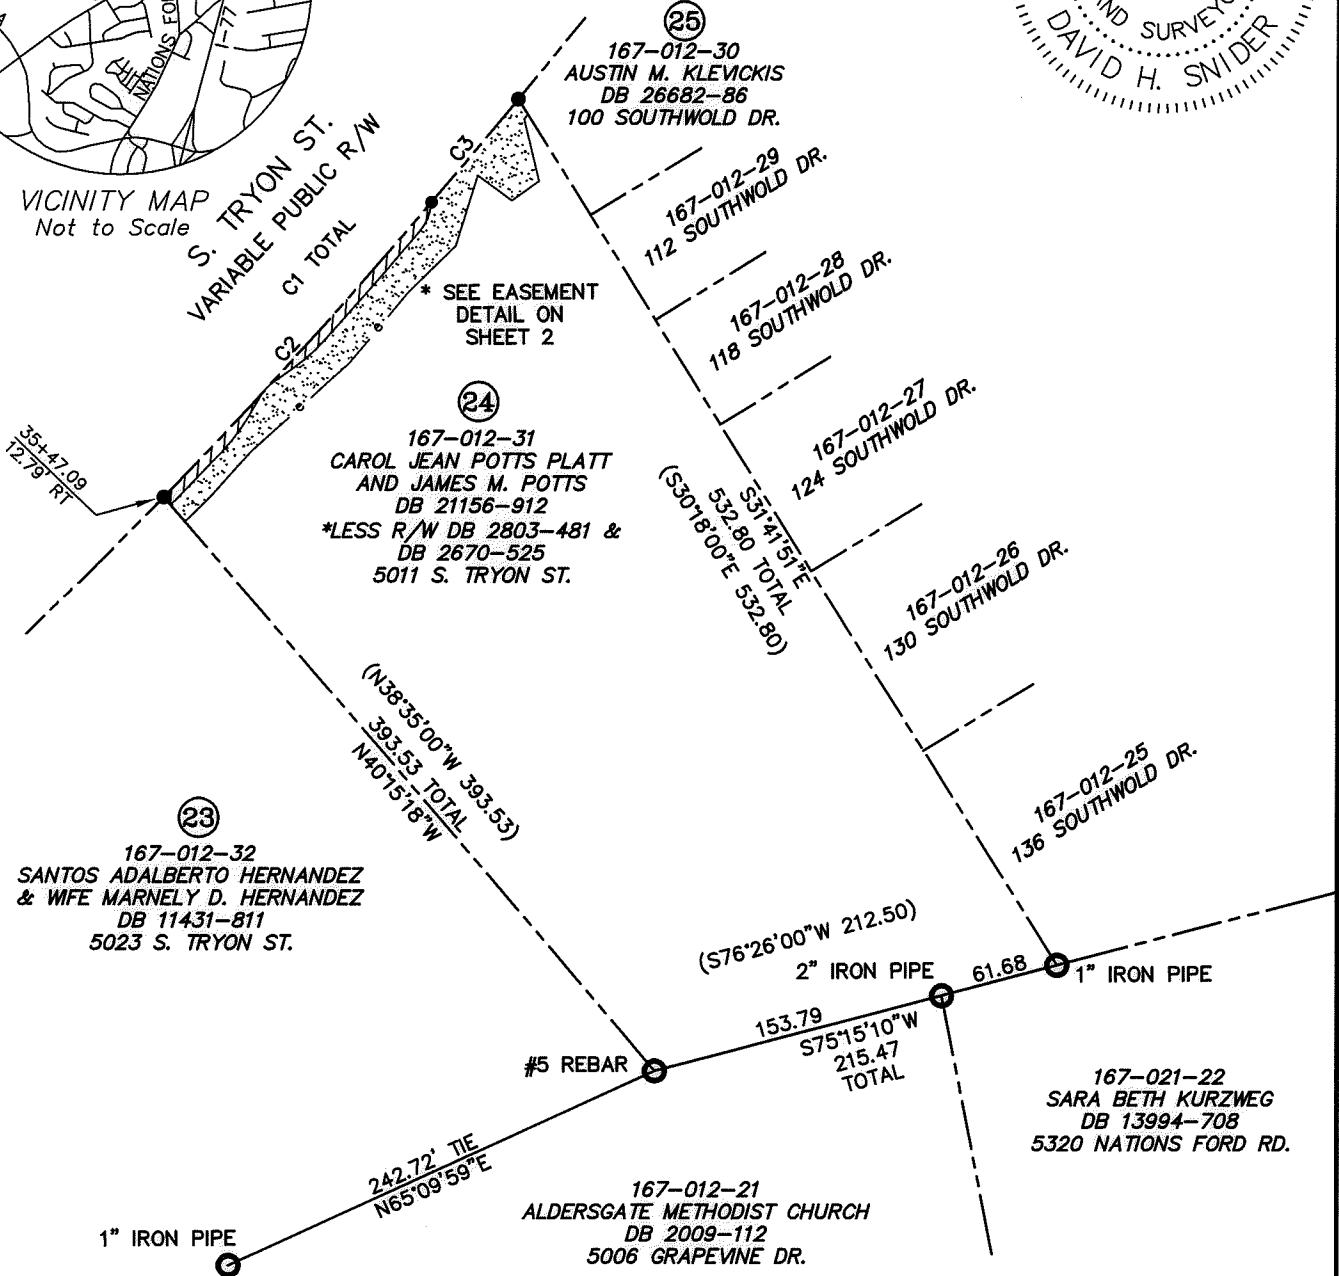 NATIONS FO
I-77
VICINITY MAP
Not to Scale
AND SURVEYO
DAVID H. SNIDER
25
167-012-30
AUSTIN M. KLEVICKIS
DB 26682-86
100 SOUTHWOLD DR.
S. TRYON ST.
VARIABLE PUBLIC R/W
C1 TOTAL
C3
C2
* SEE EASEMENT
DETAIL ON
SHEET 2
167-012-29
112 SOUTHWOLD DR.
167-012-28
118 SOUTHWOLD DR.
167-012-27
124 SOUTHWOLD DR.
167-012-26
130 SOUTHWOLD DR.
167-012-25
136 SOUTHWOLD DR.
35+47.09
12.79 RT
24
167-012-31
CAROL JEAN POTTS PLATT
AND JAMES M. POTTS
DB 21156-912
*LESS R/W DB 2803-481 &
DB 2670-525
5011 S. TRYON ST.
S31°41'51"E
532.80 TOTAL
(S30°18'00"E 532.80)
(N38°35'00"W 393.53)
393.53 TOTAL
N40°15'18"W
23
167-012-32
SANTOS ADALBERTO HERNANDEZ
& WIFE MARNELY D. HERNANDEZ
DB 11431-811
5023 S. TRYON ST.
(S76°26'00"W 212.50)
2" IRON PIPE
61.68
1" IRON PIPE
153.79
S75°15'10"W
215.47
TOTAL
#5 REBAR
167-021-22
SARA BETH KURZWEG
DB 13994-708
5320 NATIONS FORD RD.
242.72' TIE
N65°09'59"E
1" IRON PIPE
167-012-21
ALDERSGATE METHODIST CHURCH
DB 2009-112
5006 GRAPEVINE DR.